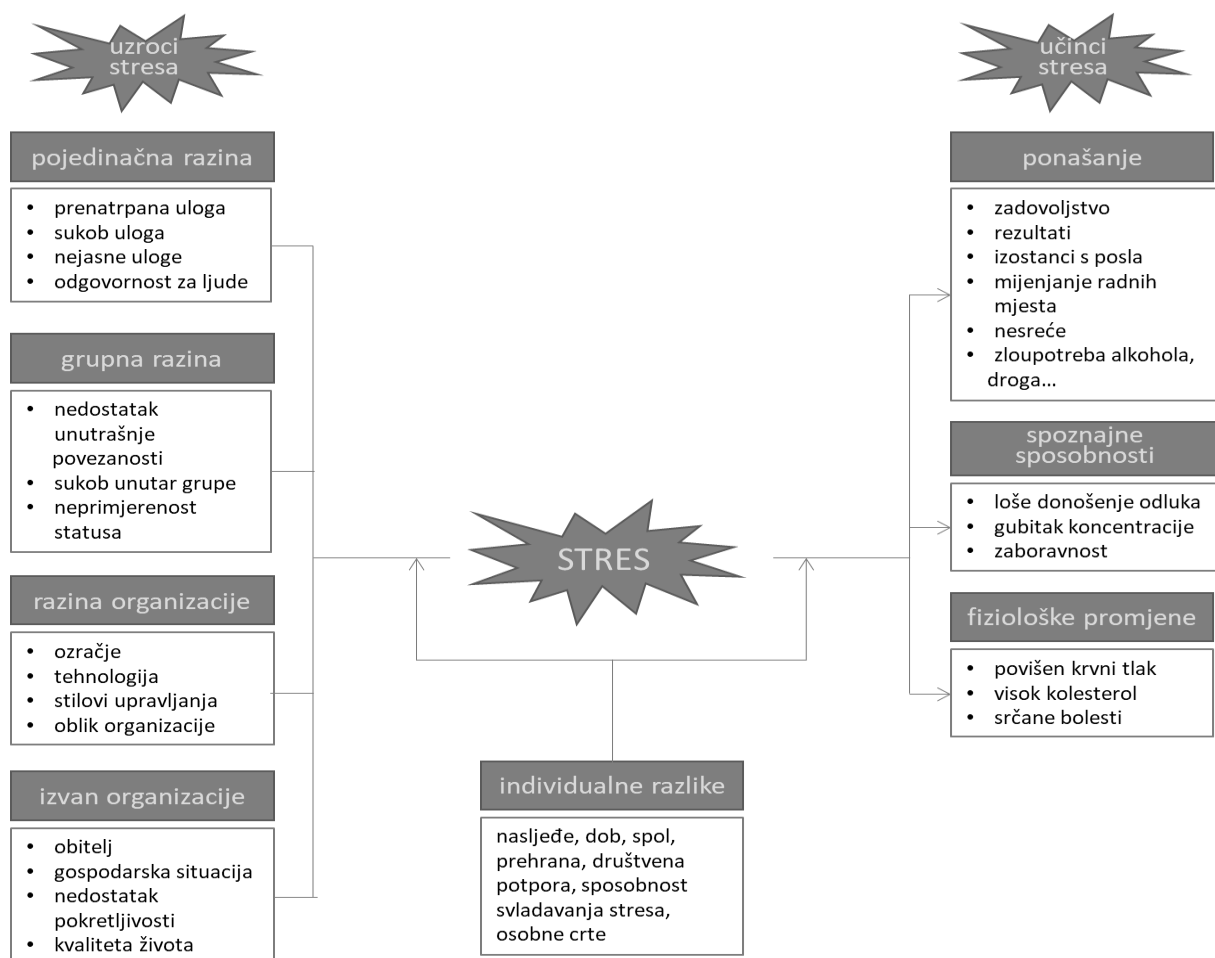 uzroci
stresa
pojedinačna razina
• prenatrpana uloga
• sukob uloga
• nejasne uloge
• odgovornost za ljude
grupna razina
• nedostatak
unutrašnje
povezanosti
• sukob unutar grupe
• neprimjerenost
statusa
razina organizacije
• ozračje
• tehnologija
• stilovi upravljanja
• oblik organizacije
izvan organizacije
• obitelj
• gospodarska situacija
• nedostatak
pokretljivosti
• kvaliteta života
STRES
individualne razlike
nasljeđe, dob, spol,
prehrana, društvena
potpora, sposobnost
svladavanja stresa,
osobne crte
učinci
stresa
ponašanje
• zadovoljstvo
• rezultati
• izostanci s posla
• mijenjanje radnih
mjesta
• nesreće
• zloupotreba alkohola,
droga...
spoznajne
sposobnosti
• loše donošenje odluka
• gubitak koncentracije
• zaboravnost
fiziološke promjene
• povišen krvni tlak
• visok kolesterol
• srčane bolesti